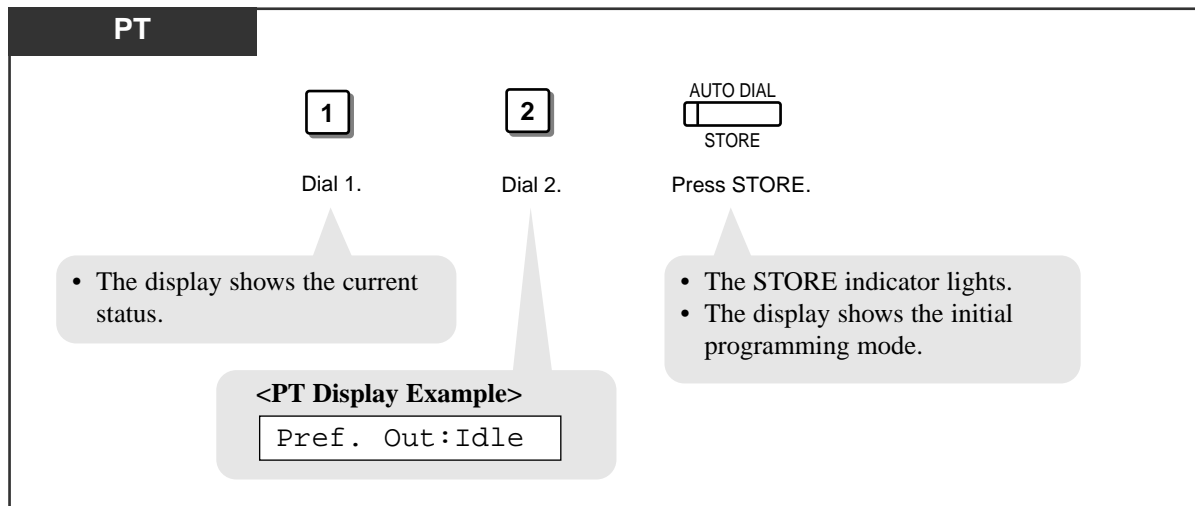 PT
1
2
AUTO DIAL
STORE
Dial 1.
Dial 2.
Press STORE.
• The display shows the current
status.
• The STORE indicator lights.
• The display shows the initial
programming mode.
<PT Display Example>
Pref. Out:Idle